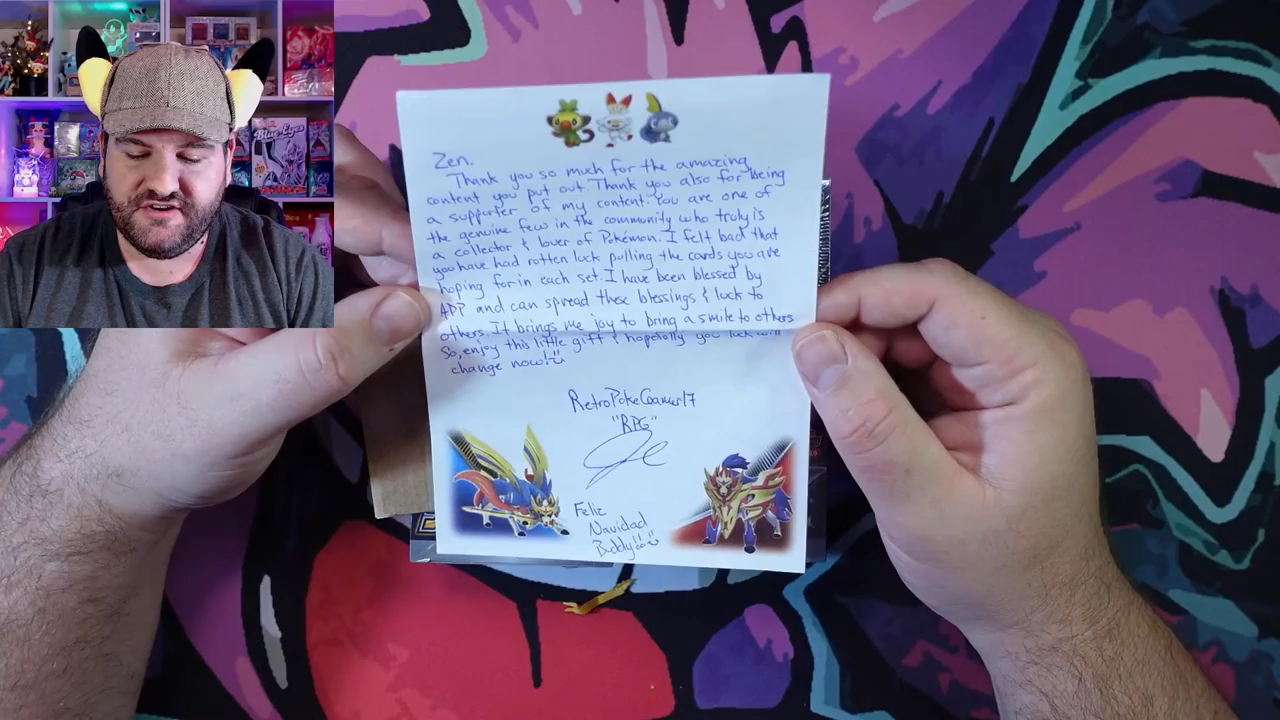 Blue-Eyes
Zen,
Thank you so much for the amazing
content you put out. Thank you also for being
a supporter of my content. You are one of
the genuine few in the community who truly is
a collector & lover of Pokémon. I felt bad that
you have had rotten luck pulling the cards you are
hoping for in each set. I have been blessed by
ADP and can spread these blessings & luck to
others. It brings me joy to bring a smile to others
So, enjoy this little gift & hopefully you luck will
change now!
RetroPokeGamer17
"RPG"
Feliz
Navidad
Buddy